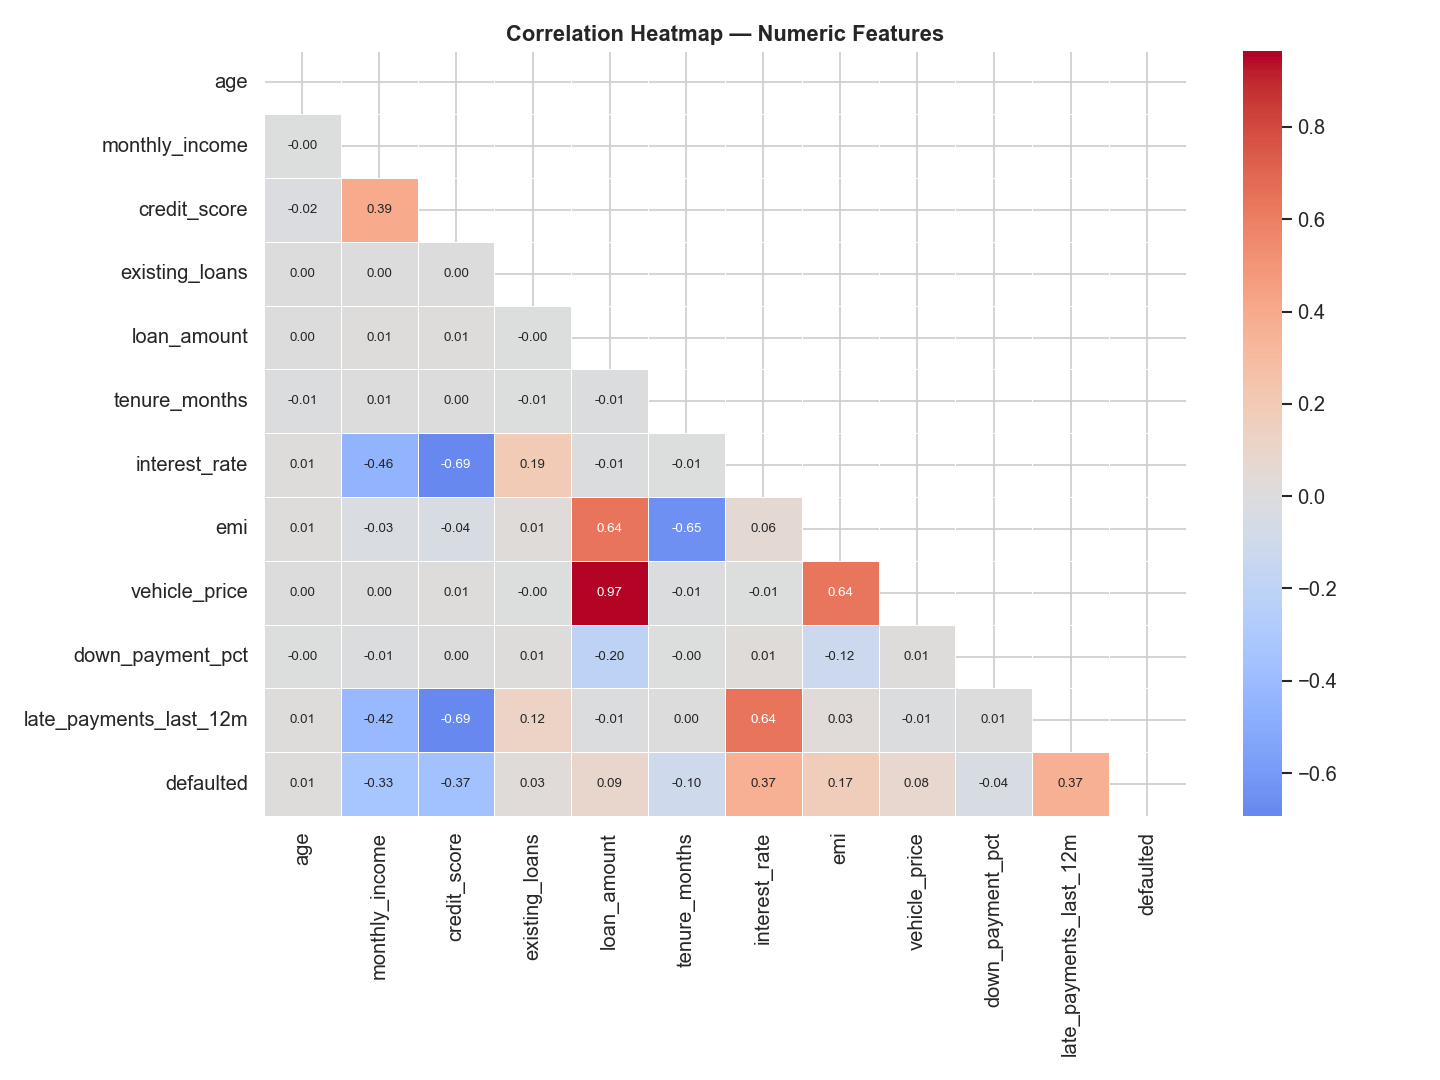 Correlation Heatmap — Numeric Features
age
monthly_income -0.00
credit_score -0.02 0.39
existing_loans 0.00 0.00 0.00
loan_amount 0.00 0.01 0.01 -0.00
tenure_months -0.01 0.01 0.00 -0.01 -0.01
interest_rate 0.01 -0.46 -0.69 0.19 -0.01 -0.01
emi 0.01 -0.03 -0.04 0.01 0.64 -0.65 0.06
vehicle_price 0.00 0.00 0.01 -0.00 0.97 -0.01 -0.01 0.64
down_payment_pct -0.00 -0.01 0.00 0.01 -0.20 -0.00 0.01 -0.12 0.01
late_payments_last_12m 0.01 -0.42 -0.69 0.12 -0.01 0.00 0.64 0.03 -0.01 0.01
defaulted 0.01 -0.33 -0.37 0.03 0.09 -0.10 0.37 0.17 0.08 -0.04 0.37
age
monthly_income
credit_score
existing_loans
loan_amount
tenure_months
interest_rate
emi
vehicle_price
down_payment_pct
late_payments_last_12m
defaulted
0.8
0.6
0.4
0.2
0.0
−0.2
−0.4
−0.6